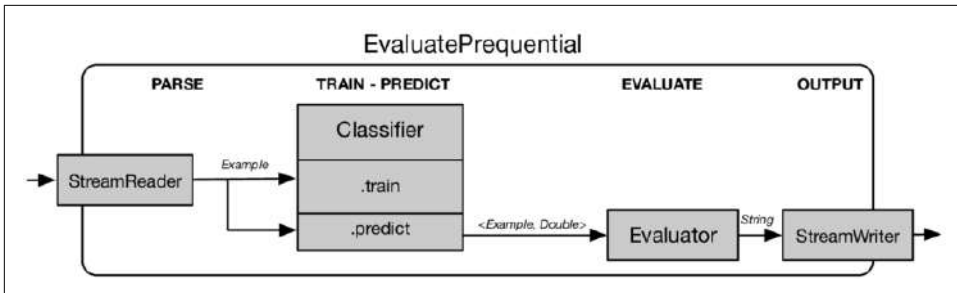 EvaluatePrequential
PARSE
TRAIN - PREDICT
EVALUATE
OUTPUT
Classifier
Example
StreamReader
.train
.predict
<Example, Double>
Evaluator
String
StreamWriter